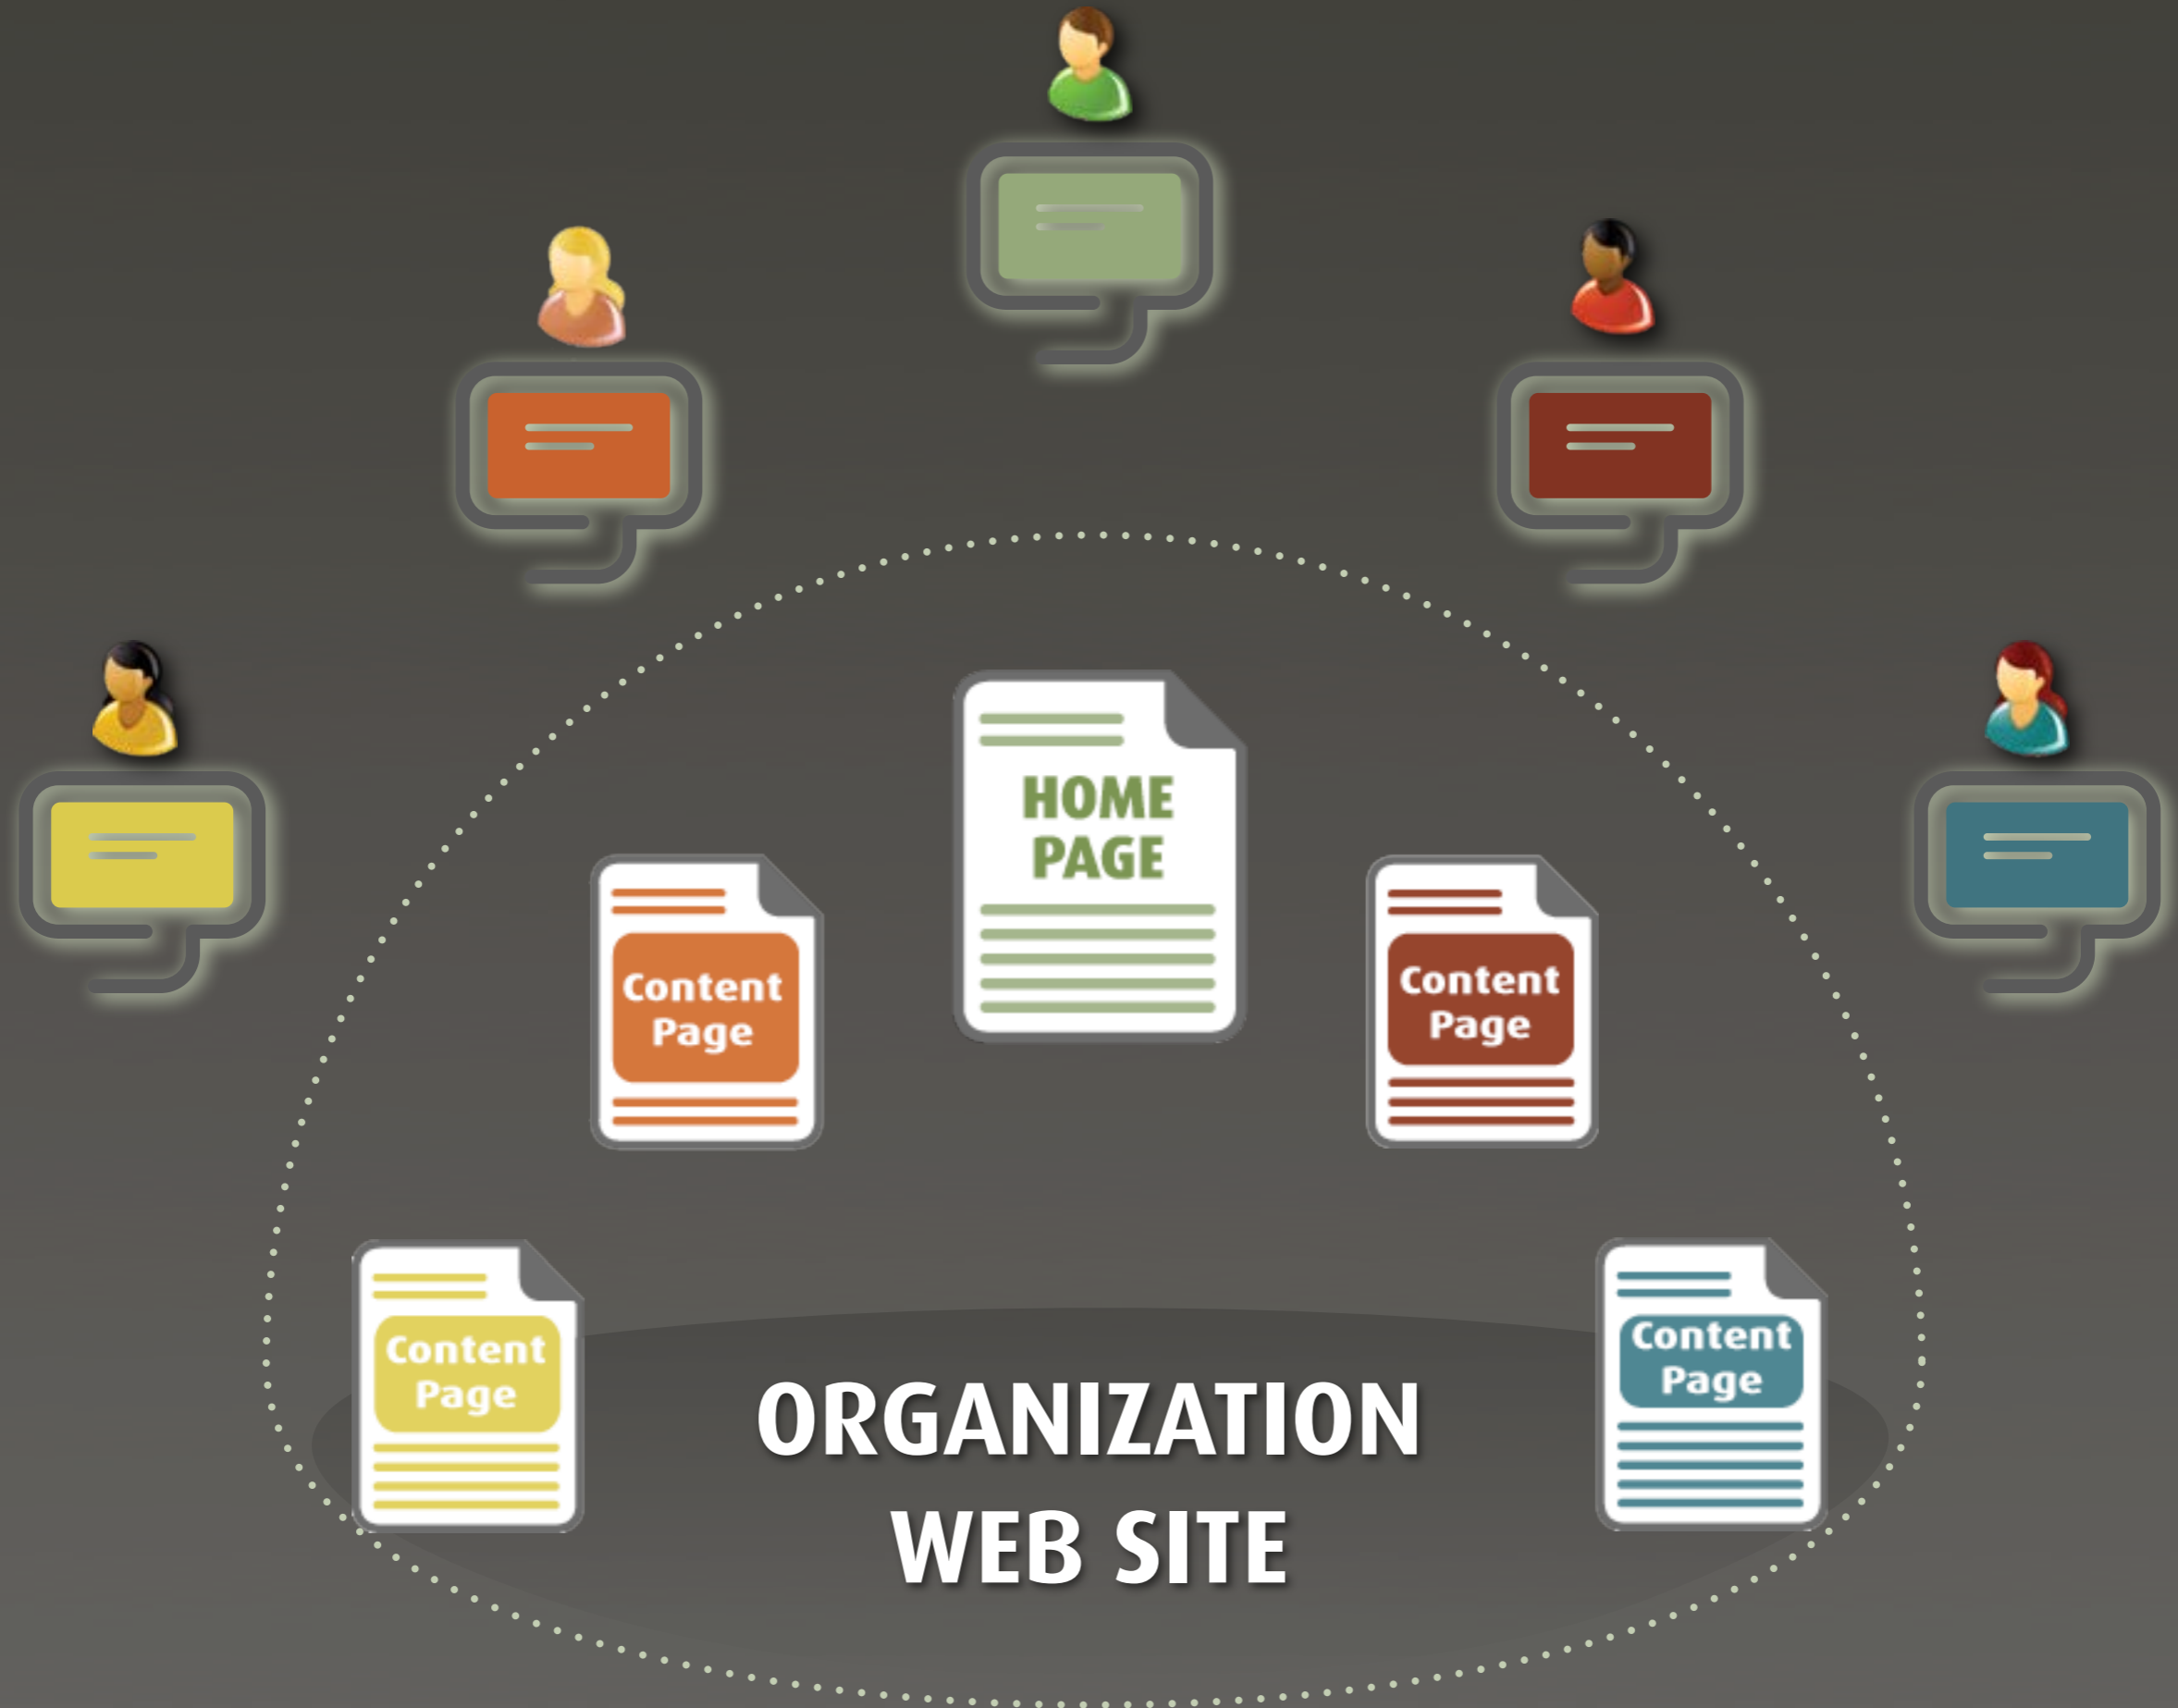 HOME
PAGE
Content
Page
Content
Page
Content
Page
Content
Page
ORGANIZATION
WEB SITE